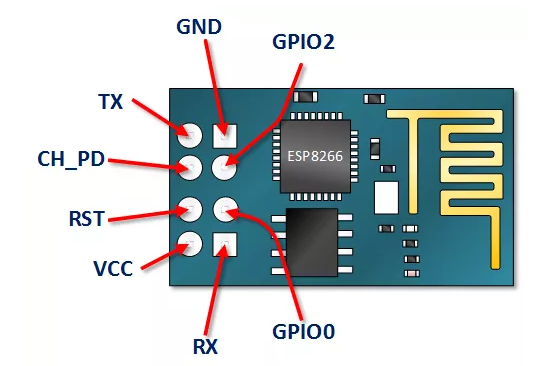 GND
GPIO2
TX
CH_PD
ESP8266
RST
VCC
GPIO0
RX